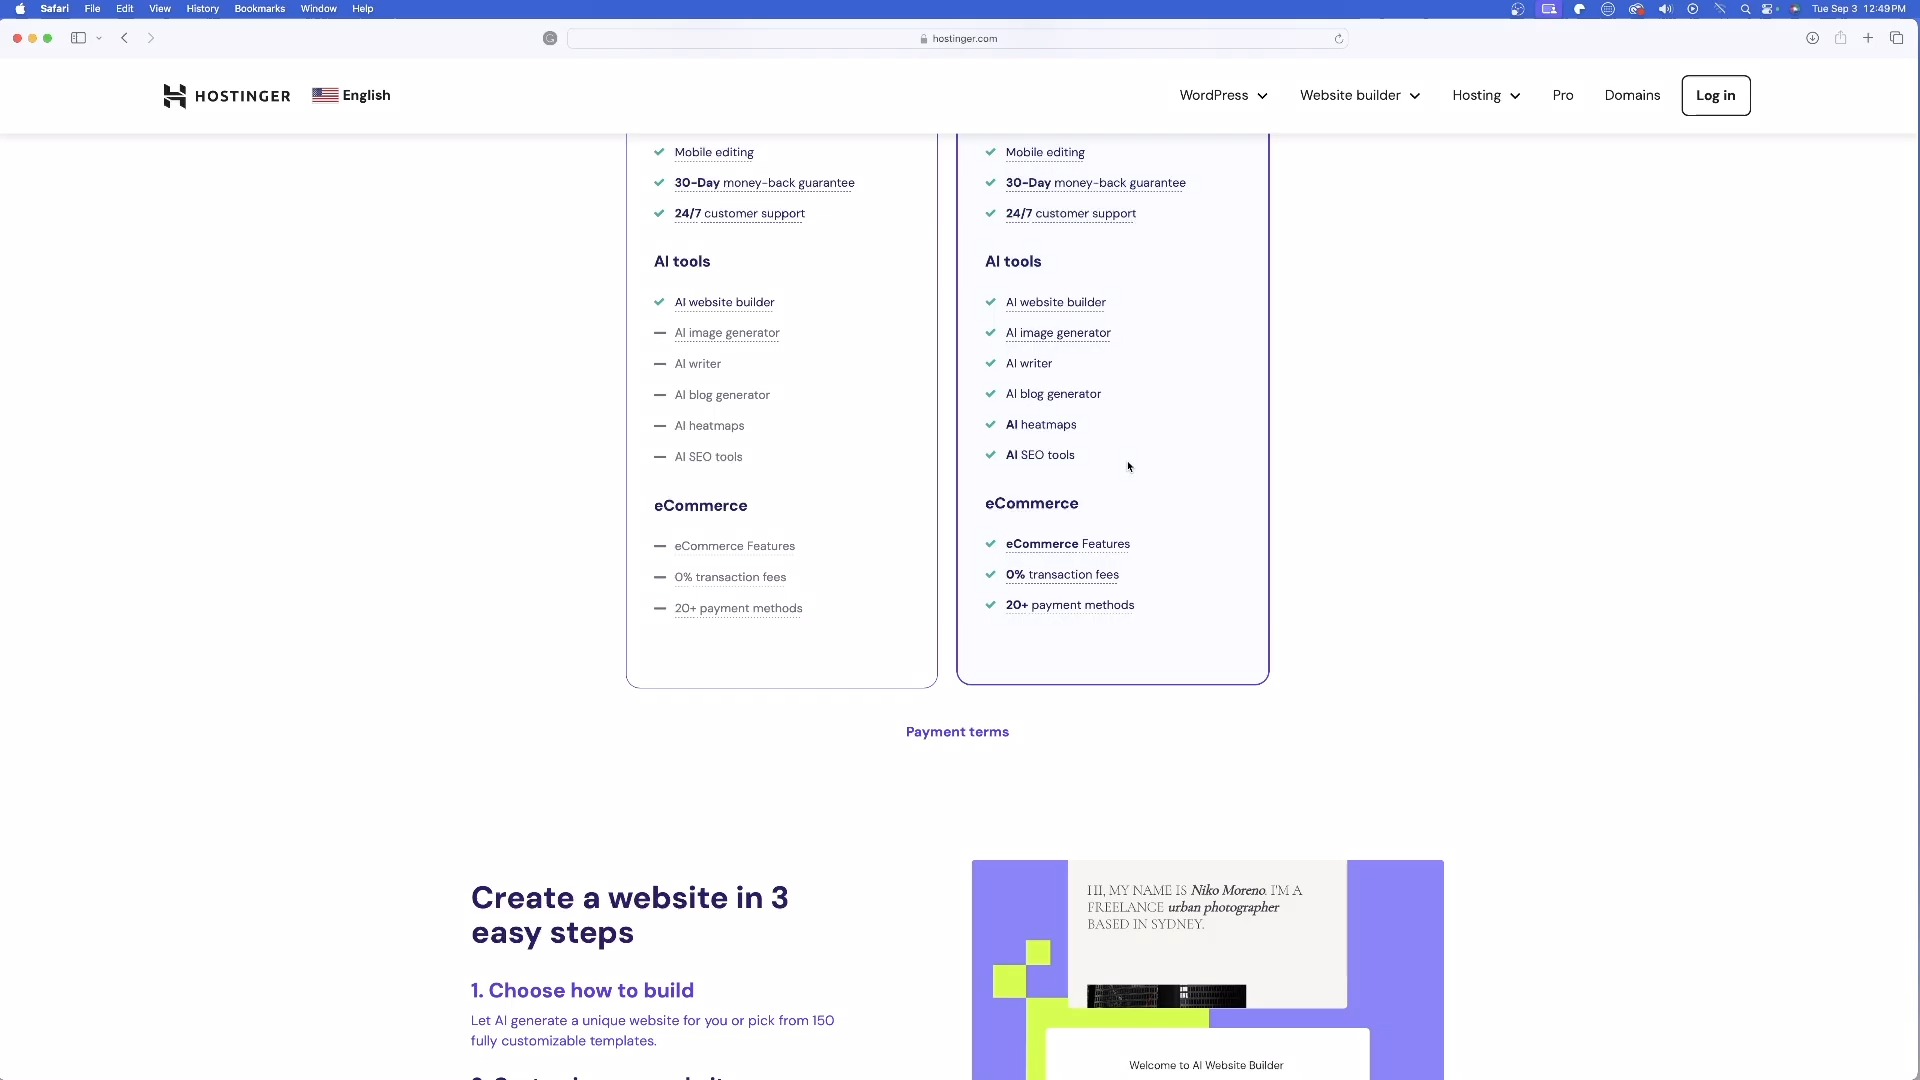 Safari File Edit View History Bookmarks Window Help Tue Sep 3 12:49 PM
hostinger.com
HOSTINGER English WordPress Website builder Hosting Pro Domains Log in
Mobile editing
30-Day money-back guarantee
24/7 customer support
AI tools
AI website builder
AI image generator
AI writer
AI blog generator
AI heatmaps
AI SEO tools
eCommerce
eCommerce Features
0% transaction fees
20+ payment methods
Mobile editing
30-Day money-back guarantee
24/7 customer support
AI tools
AI website builder
AI image generator
AI writer
AI blog generator
AI heatmaps
AI SEO tools
eCommerce
eCommerce Features
0% transaction fees
20+ payment methods
Payment terms
Create a website in 3
easy steps
1. Choose how to build
Let AI generate a unique website for you or pick from 150
fully customizable templates.
HI, MY NAME IS Niko Moreno. I'M A
FREELANCE urban photographer
BASED IN SYDNEY.
Welcome to AI Website Builder